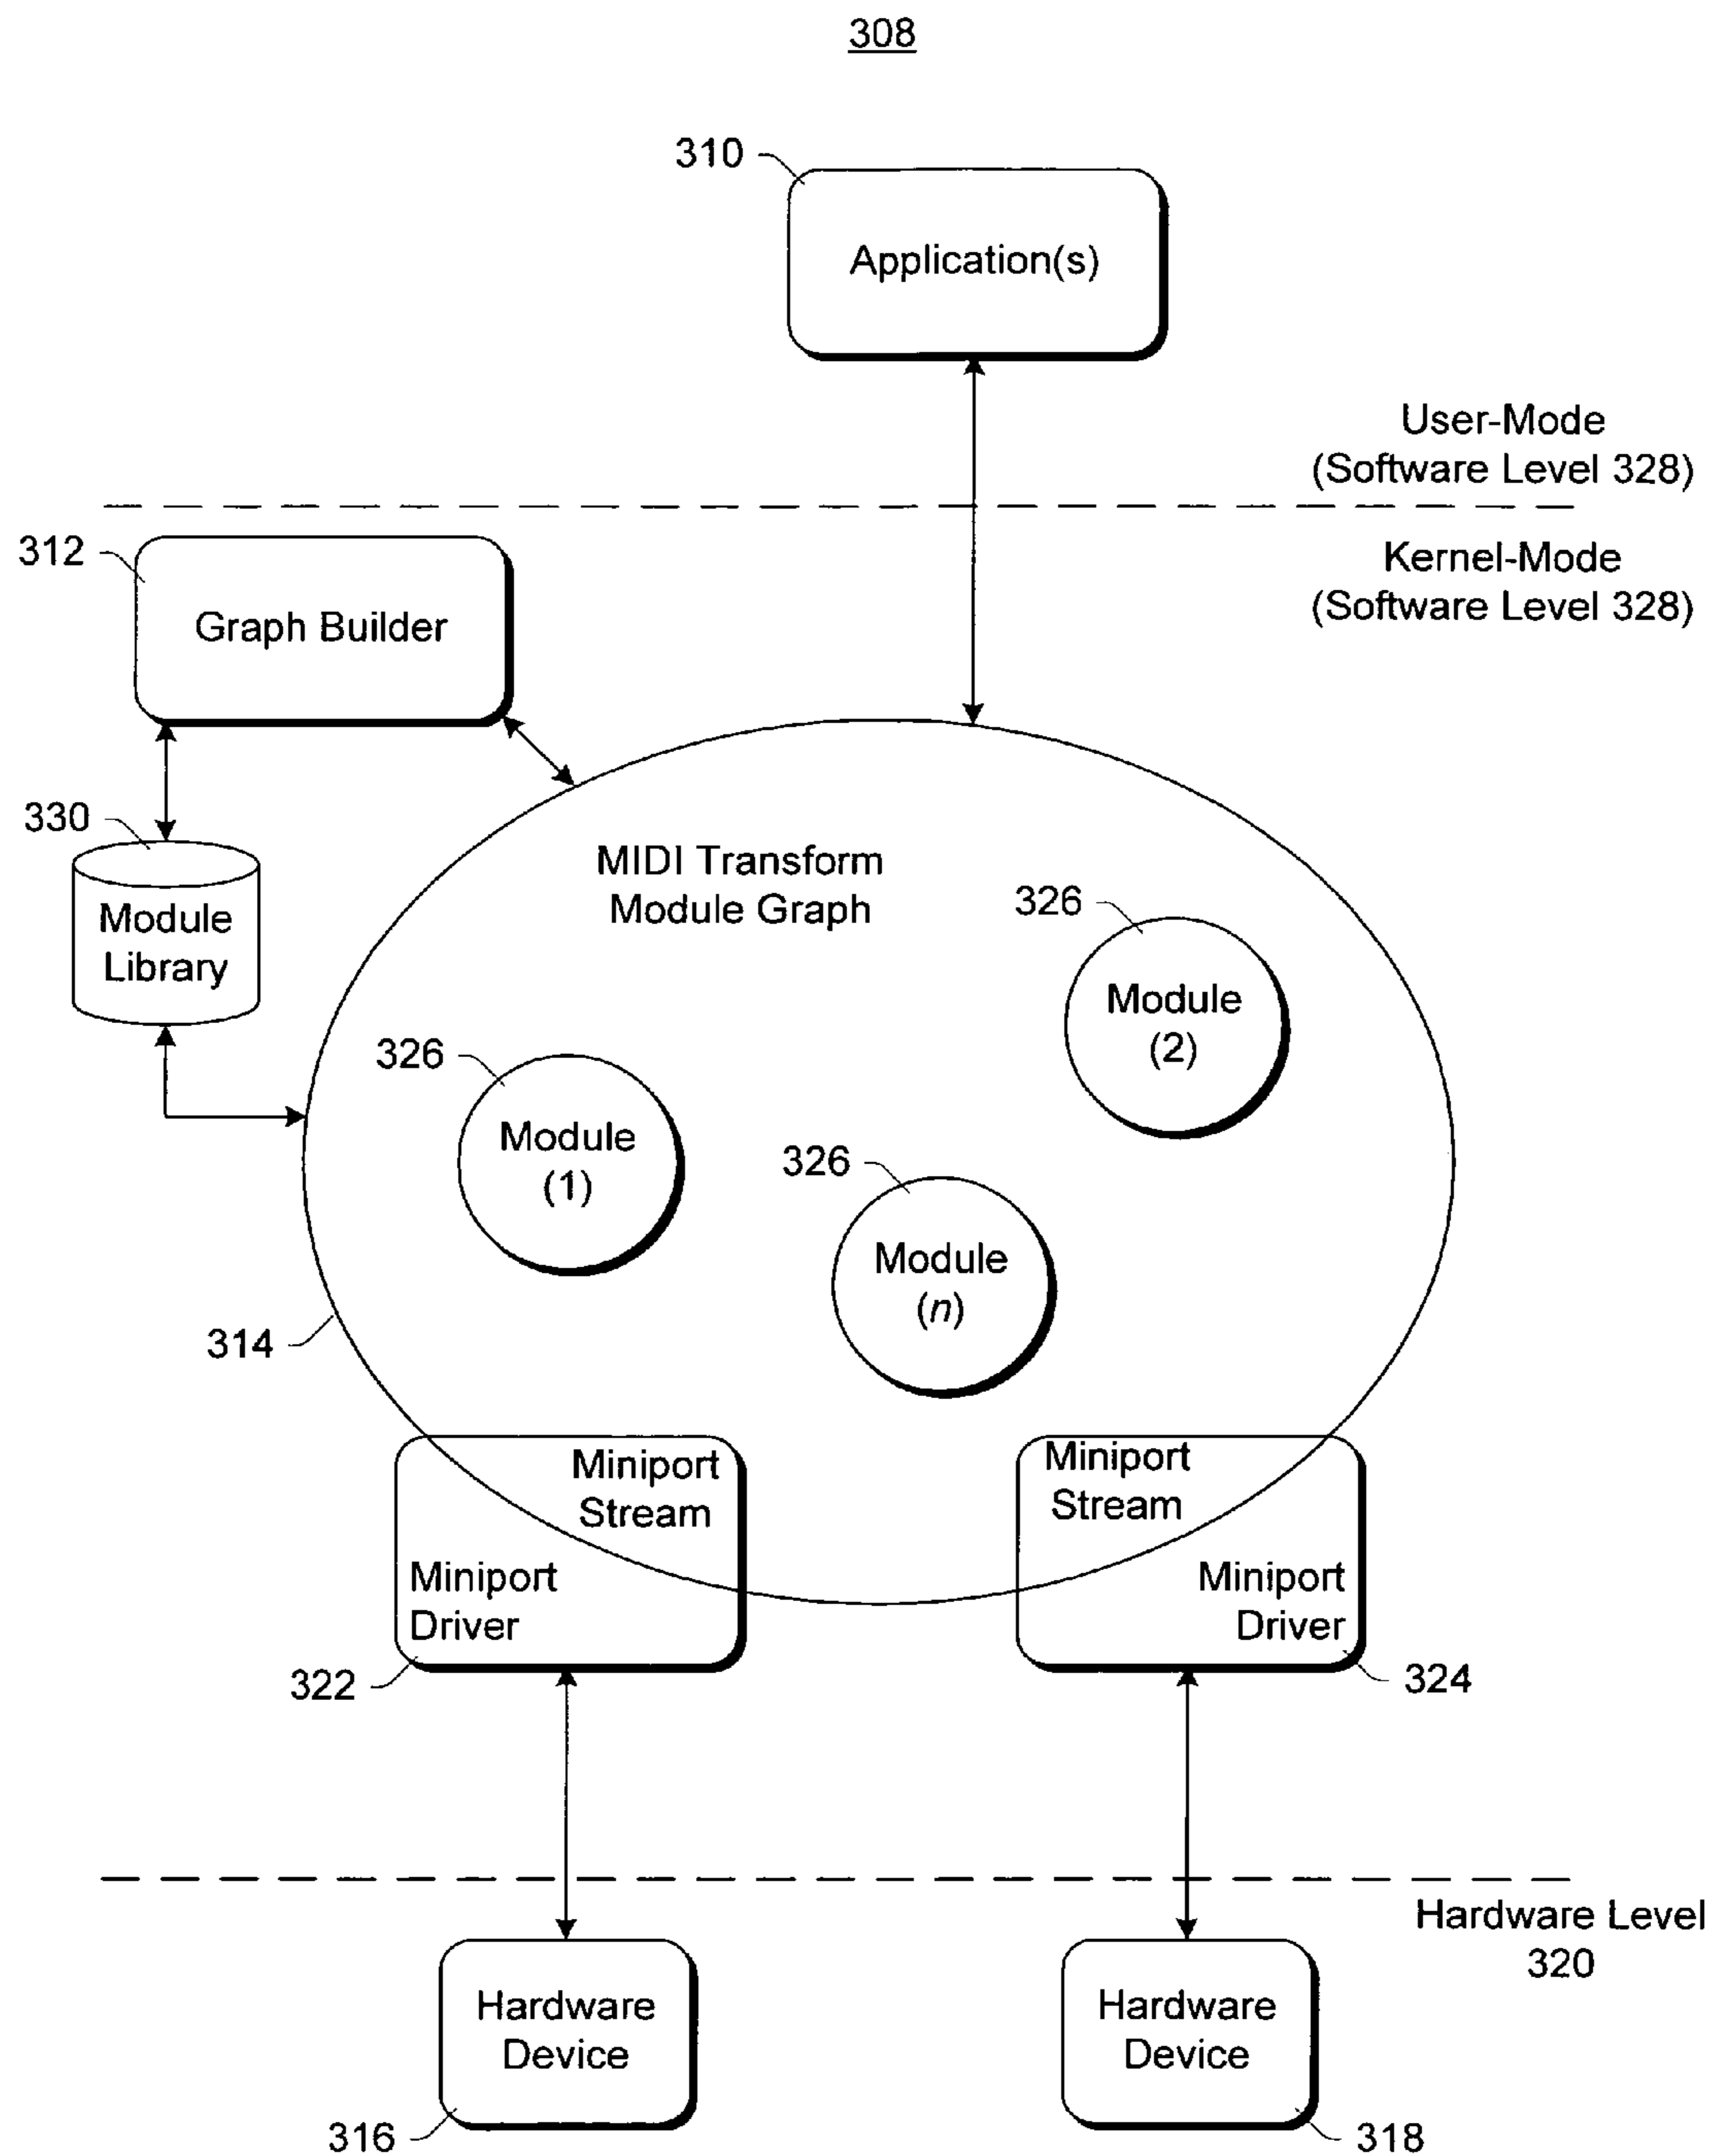 308
310
Application(s)
User-Mode
(Software Level 328)
312
Kernel-Mode
(Software Level 328)
Graph Builder
330
MIDI Transform
Module Graph
Module
Library
326
Module
(2)
326
Module
(1)
326
Module
(n)
314
Miniport
Stream
Miniport
Driver
322
Miniport
Stream
Miniport
Driver
324
Hardware Level
320
Hardware
Device
316
Hardware
Device
318